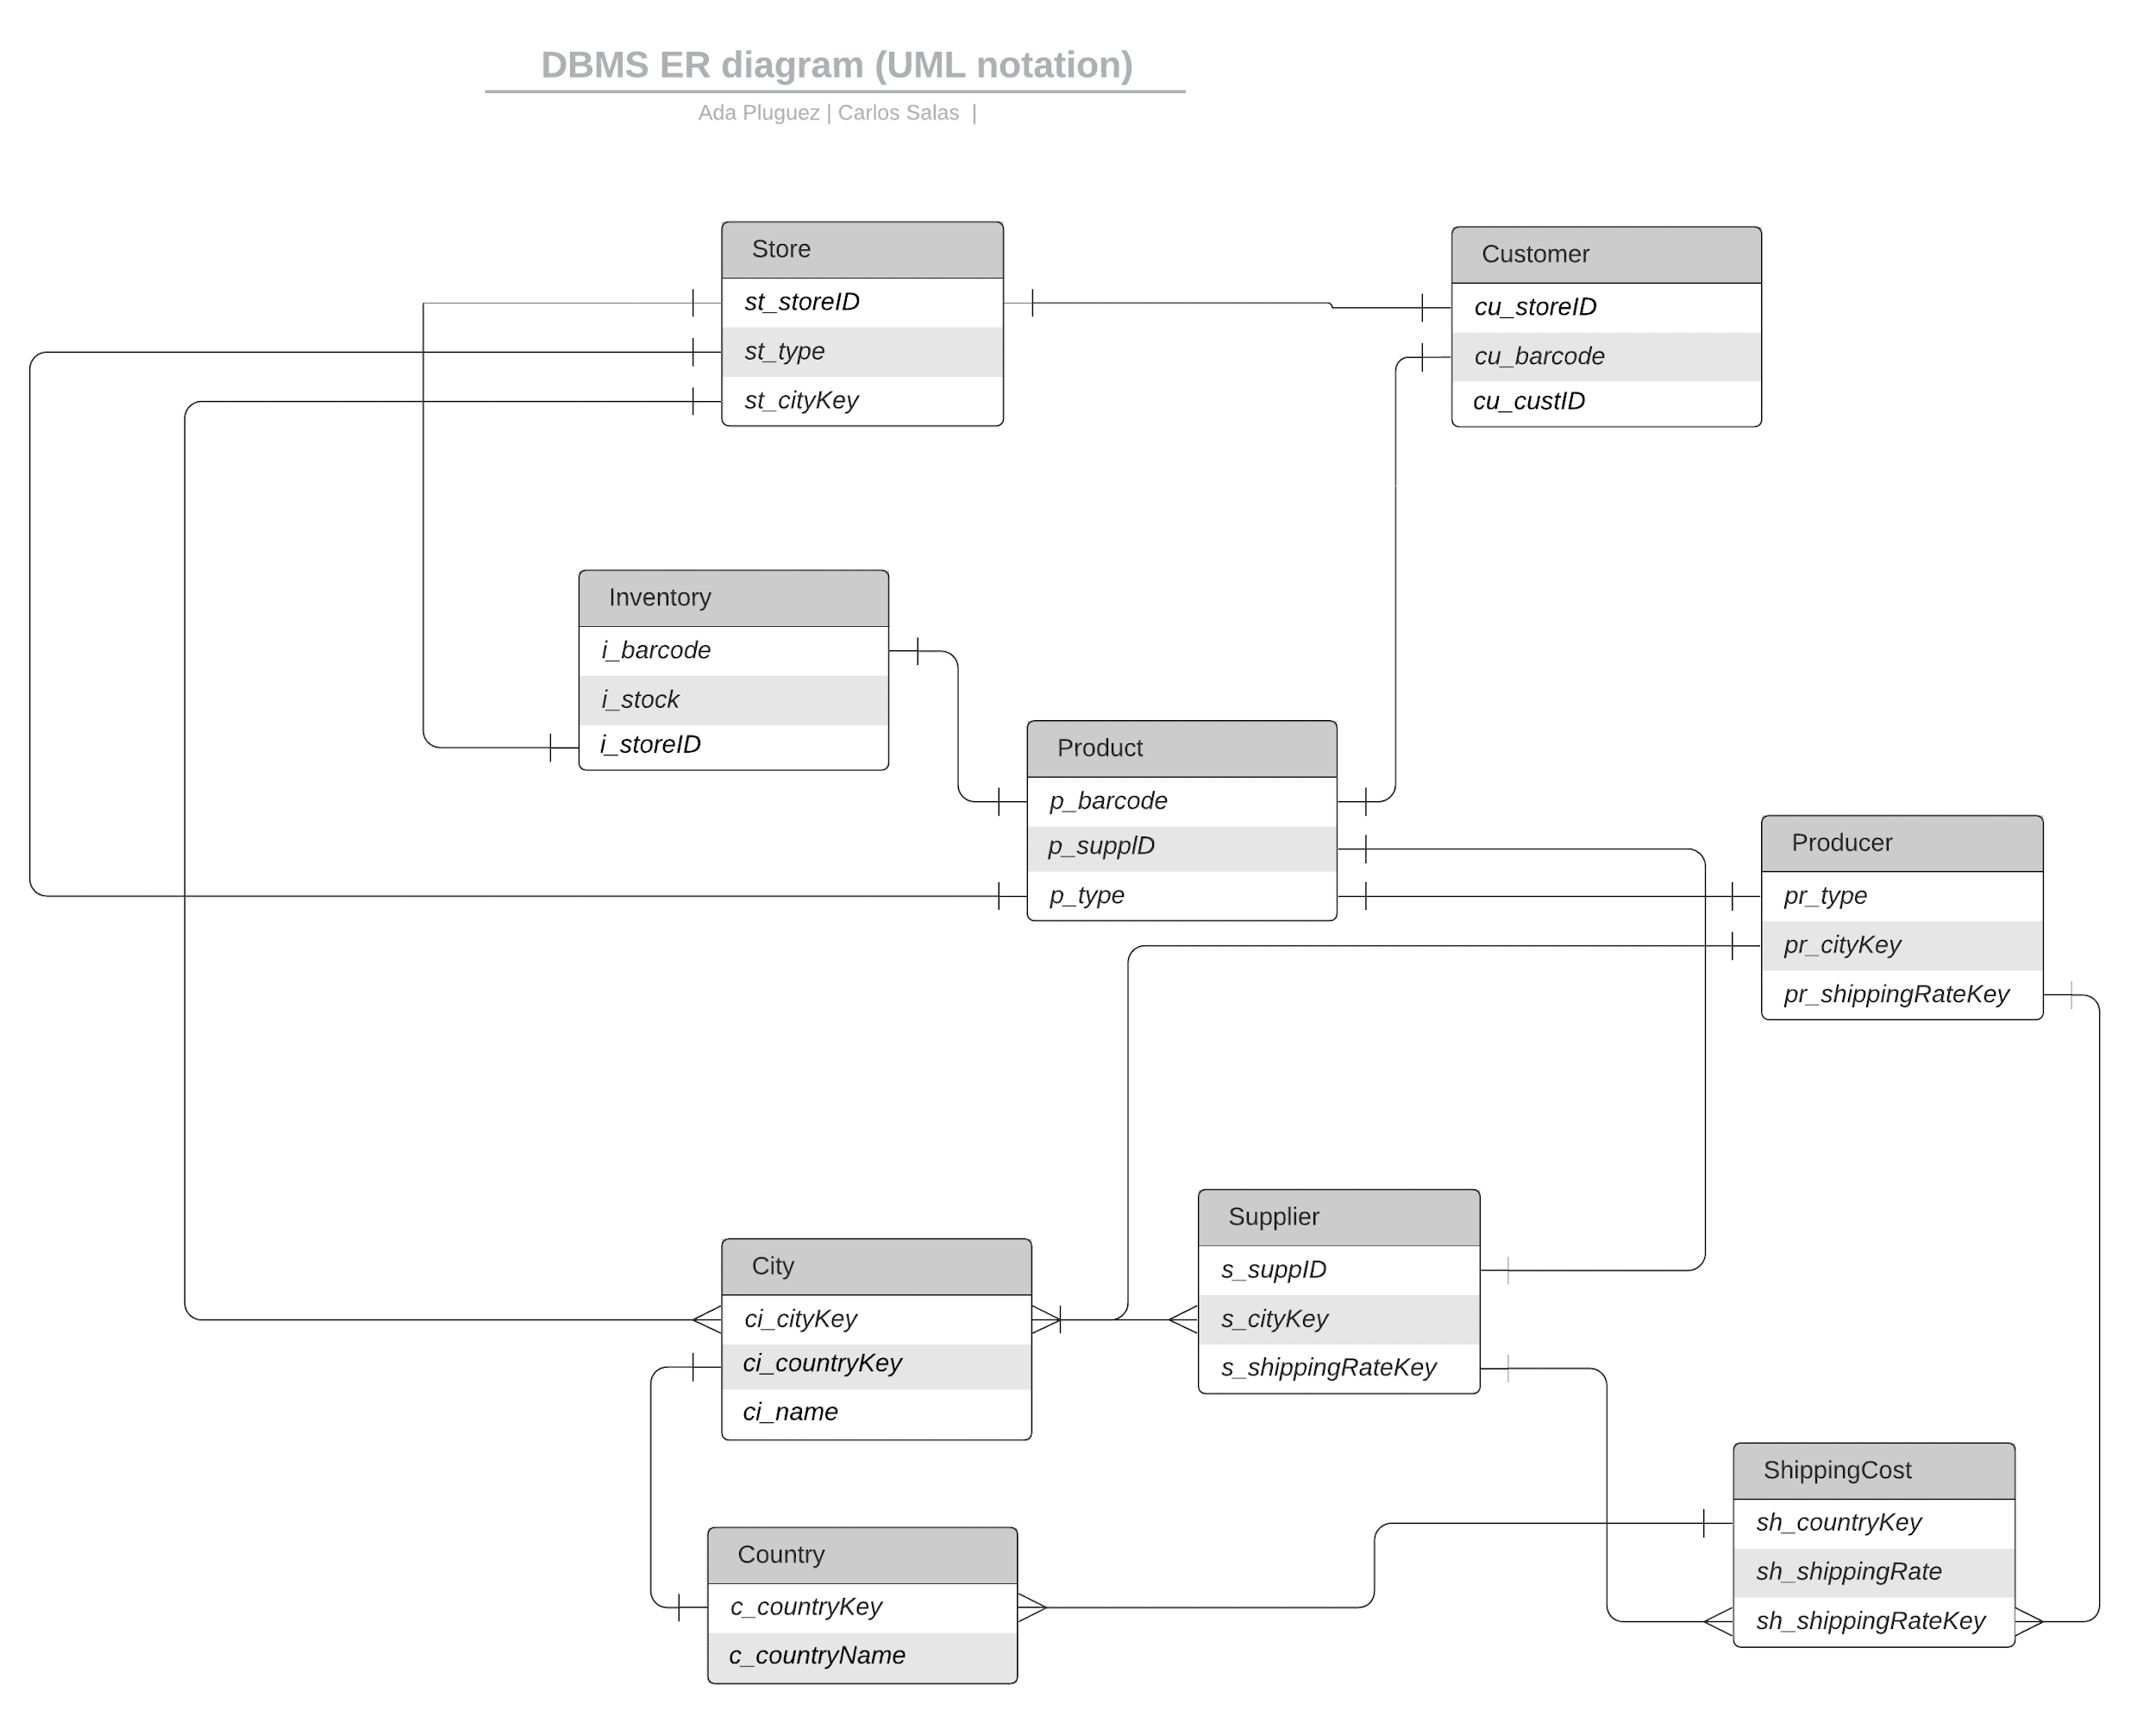 DBMS ER diagram (UML notation)
Ada Pluguez | Carlos Salas |
Store
st_storeID
st_type
st_cityKey
Customer
cu_storeID
cu_barcode
cu_custID
Inventory
i_barcode
i_stock
i_storeID
Product
p_barcode
p_suppID
p_type
Producer
pr_type
pr_cityKey
pr_shippingRateKey
City
ci_cityKey
ci_countryKey
ci_name
Supplier
s_suppID
s_cityKey
s_shippingRateKey
Country
c_countryKey
c_countryName
ShippingCost
sh_countryKey
sh_shippingRate
sh_shippingRateKey